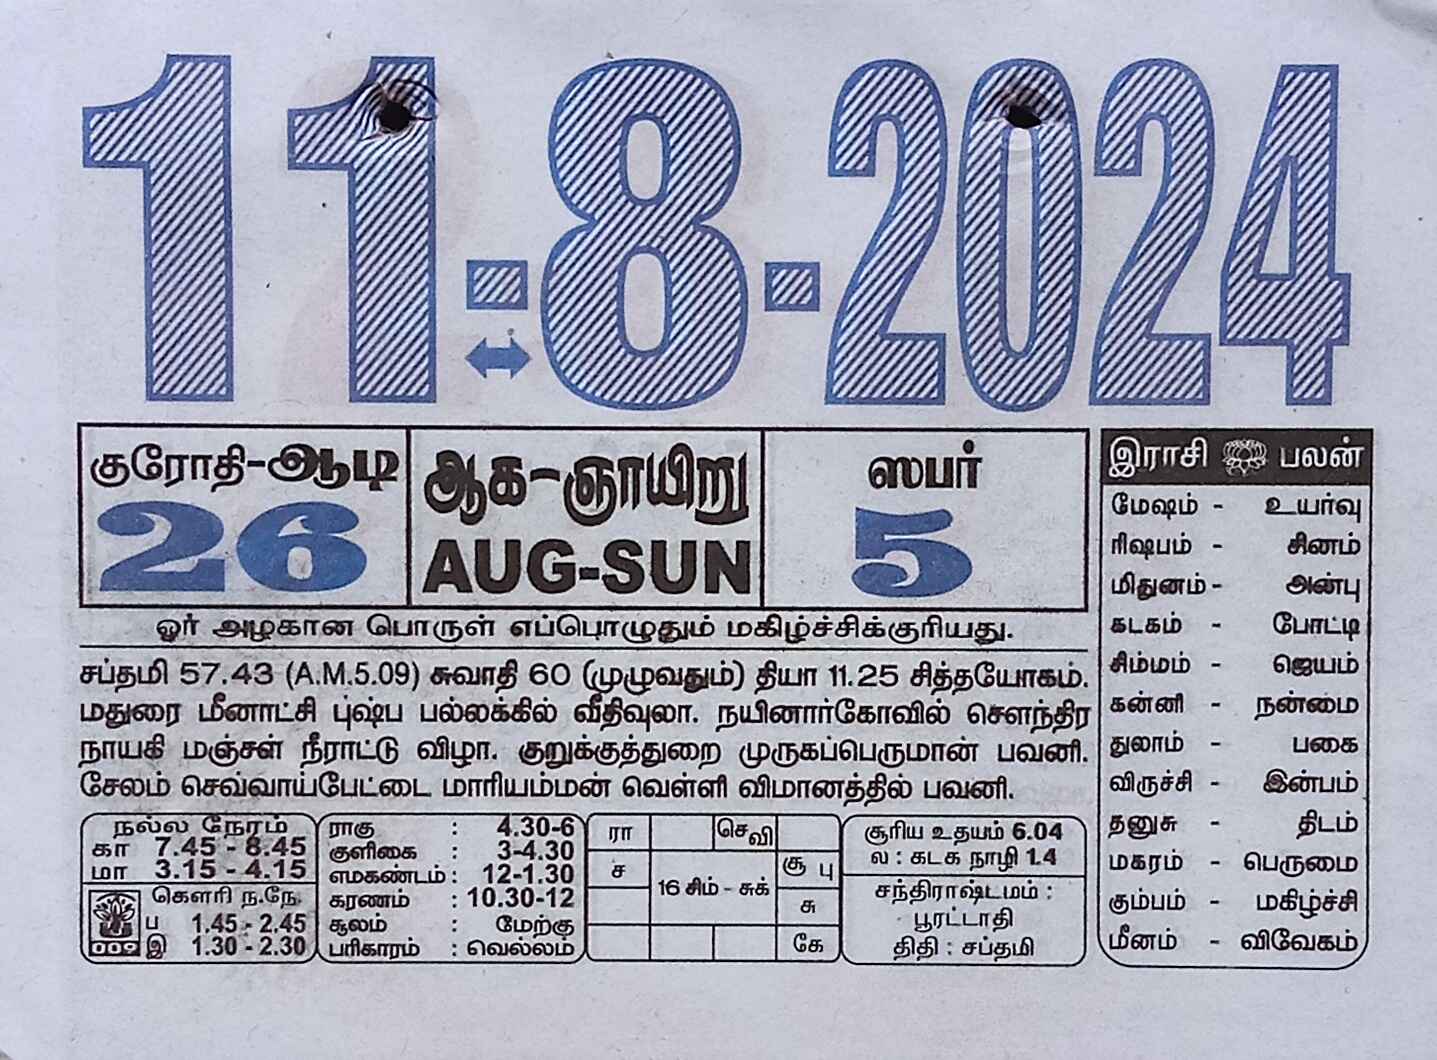 11-8-2024
குரோதி-ஆடி
26
ஆக-ஞாயிறு
AUG-SUN
ஸபர்
5
ஓர் அழகான பொருள் எப்பொழுதும் மகிழ்ச்சிக்குரியது.
சப்தமி 57.43 (A.M.5.09) சுவாதி 60 (முழுவதும்) தியா 11.25 சித்தயோகம்.
மதுரை மீனாட்சி புஷ்ப பல்லக்கில் வீதிவுலா. நயினார்கோவில் சௌந்திர
நாயகி மஞ்சள் நீராட்டு விழா. குறுக்குத்துறை முருகப்பெருமான் பவனி.
சேலம் செவ்வாய்பேட்டை மாரியம்மன் வெள்ளி விமானத்தில் பவனி.
நல்ல நேரம்
கா 7.45 - 8.45
மா 3.15 - 4.15
கௌரி ந.நே.
ப 1.45 - 2.45
இ 1.30 - 2.30
009
ராகு : 4.30-6
குளிகை : 3-4.30
எமகண்டம் : 12-1.30
கரணம் : 10.30-12
சூலம் : மேற்கு
பரிகாரம் : வெல்லம்
ரா செ வி
ச சூ பு
16 சிம் - சுக்
சு
கே
சூரிய உதயம் 6.04
ல : கடக நாழி 1.4
சந்திராஷ்டமம் :
பூரட்டாதி
திதி : சப்தமி
இராசி பலன்
மேஷம் - உயர்வு
ரிஷபம் - சினம்
மிதுனம் - அன்பு
கடகம் - போட்டி
சிம்மம் - ஜெயம்
கன்னி - நன்மை
துலாம் - பகை
விருச்சி - இன்பம்
தனுசு - திடம்
மகரம் - பெருமை
கும்பம் - மகிழ்ச்சி
மீனம் - விவேகம்